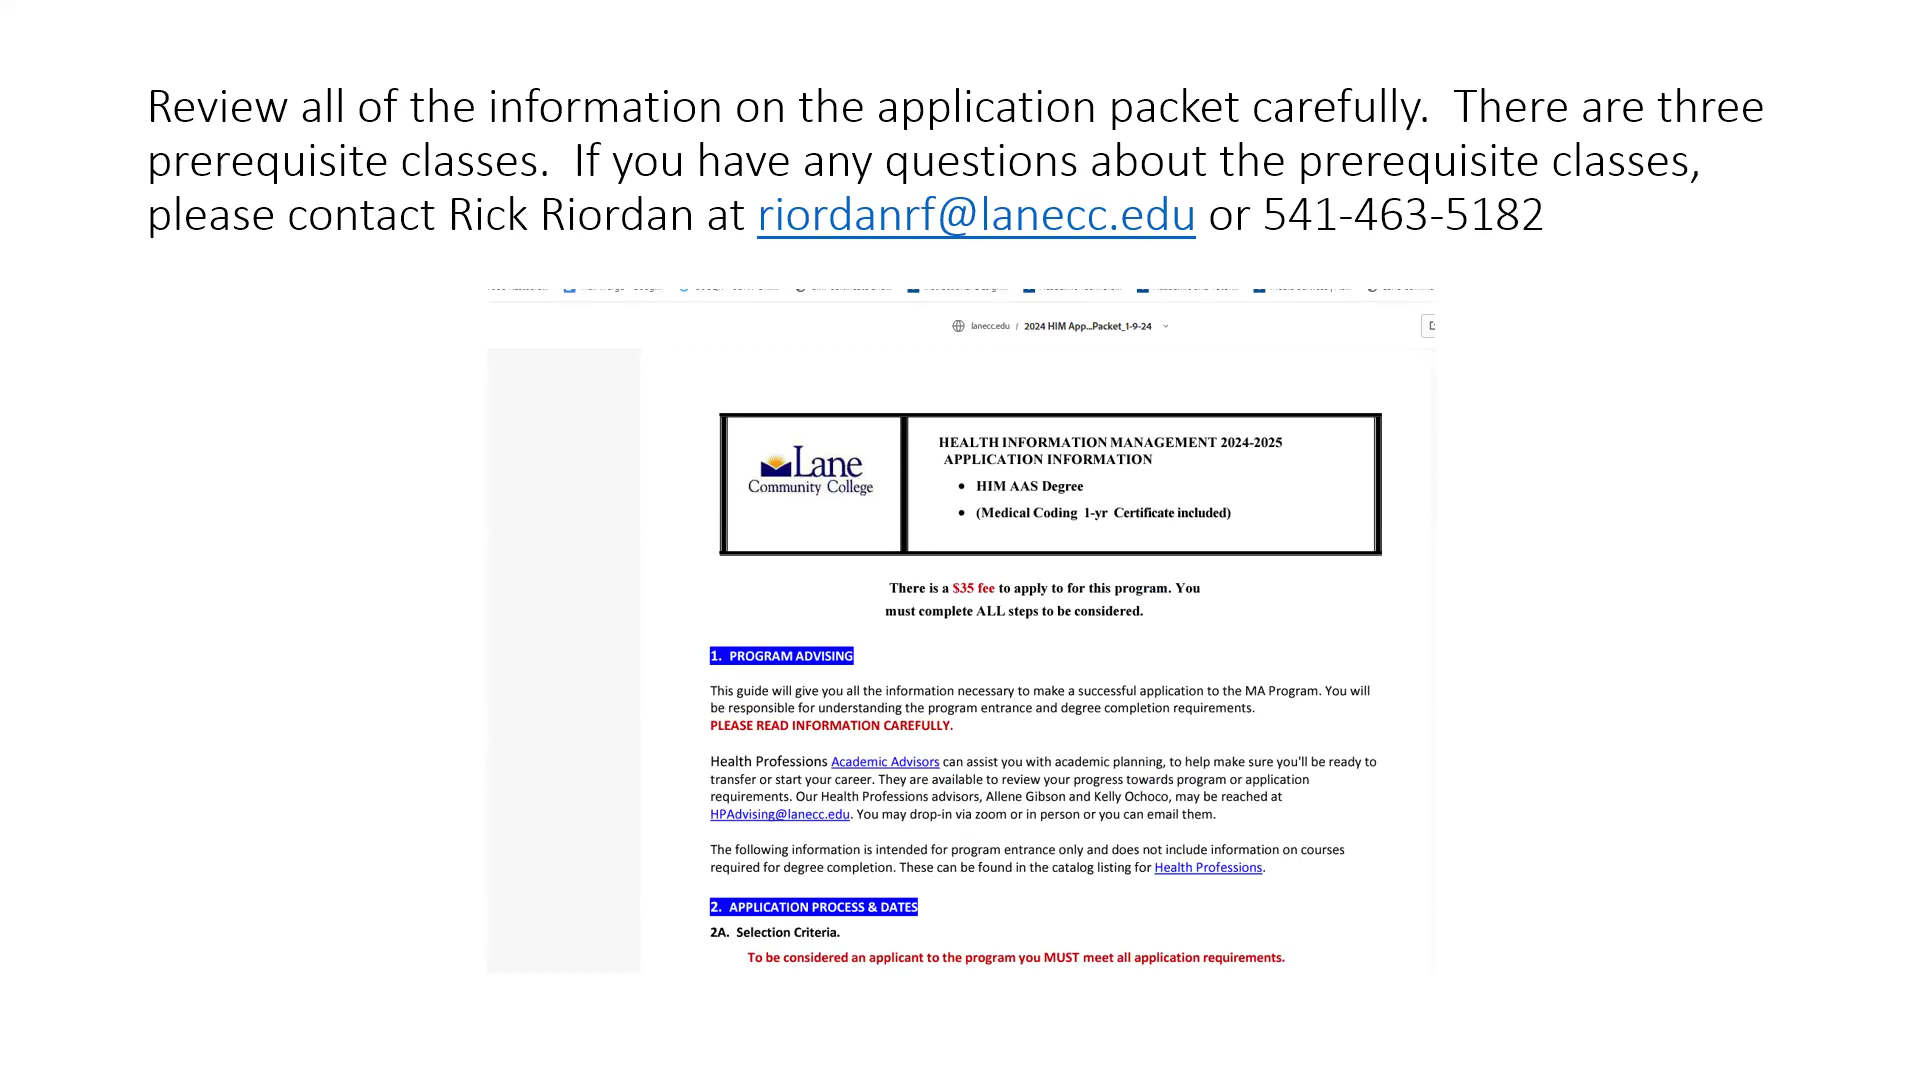 Review all of the information on the application packet carefully.  There are three
prerequisite classes.  If you have any questions about the prerequisite classes,
please contact Rick Riordan at riordanrf@lanecc.edu or 541-463-5182
lanecc.edu / 2024 HIM App...Packet_1-9-24
Lane
Community College
HEALTH INFORMATION MANAGEMENT 2024-2025
APPLICATION INFORMATION
• HIM AAS Degree
• (Medical Coding 1-yr Certificate included)
There is a $35 fee to apply to for this program. You
must complete ALL steps to be considered.
1. PROGRAM ADVISING
This guide will give you all the information necessary to make a successful application to the MA Program. You will
be responsible for understanding the program entrance and degree completion requirements.
PLEASE READ INFORMATION CAREFULLY.
Health Professions Academic Advisors can assist you with academic planning, to help make sure you'll be ready to
transfer or start your career. They are available to review your progress towards program or application
requirements. Our Health Professions advisors, Allene Gibson and Kelly Ochoco, may be reached at
HPAdvising@lanecc.edu. You may drop-in via zoom or in person or you can email them.
The following information is intended for program entrance only and does not include information on courses
required for degree completion. These can be found in the catalog listing for Health Professions.
2. APPLICATION PROCESS & DATES
2A. Selection Criteria.
To be considered an applicant to the program you MUST meet all application requirements.